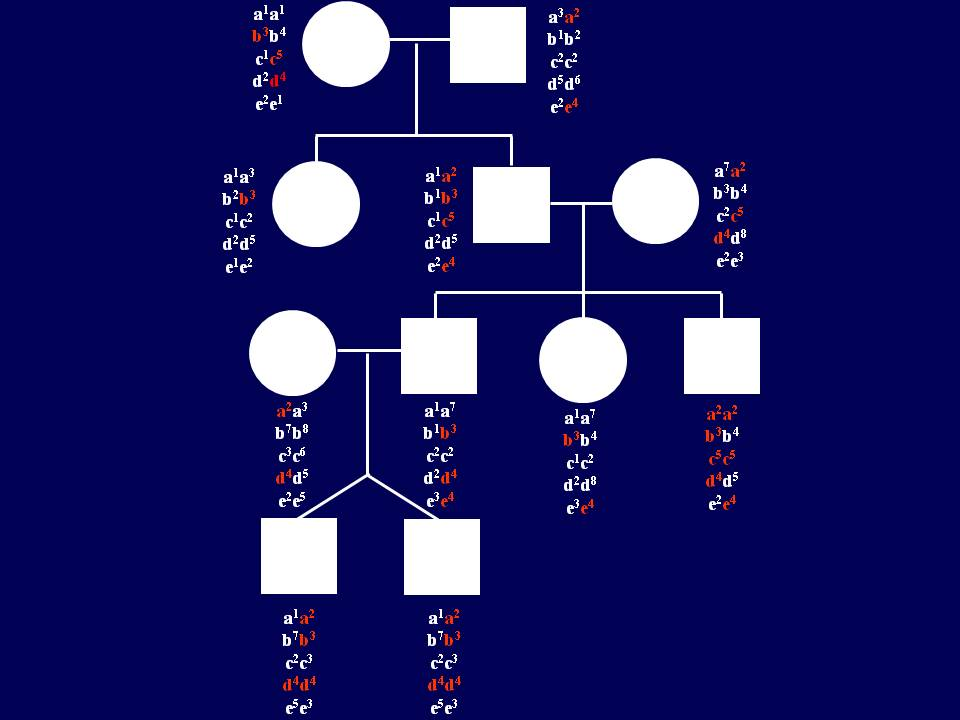 a¹a¹
b³b⁴
c¹c⁵
d²d⁴
e²e¹
a³a²
b¹b²
c²c²
d⁵d⁶
e²e⁴
a¹a³
b²b³
c¹c²
d²d⁵
e¹e²
a¹a²
b¹b³
c¹c⁵
d²d⁵
e²e⁴
a⁷a²
b³b⁴
c²c⁵
d⁴d⁸
e²e³
a²a³
b⁷b⁸
c³c⁶
d⁴d⁵
e²e⁵
a¹a⁷
b¹b³
c²c²
d²d⁴
e³e⁴
a¹a⁷
b³b⁴
c¹c²
d²d⁸
e³e⁴
a²a²
b³b⁴
c⁵c⁵
d⁴d⁵
e²e⁴
a¹a²
b⁷b³
c²c³
d⁴d⁴
e⁵e³
a¹a²
b⁷b³
c²c³
d⁴d⁴
e⁵e³